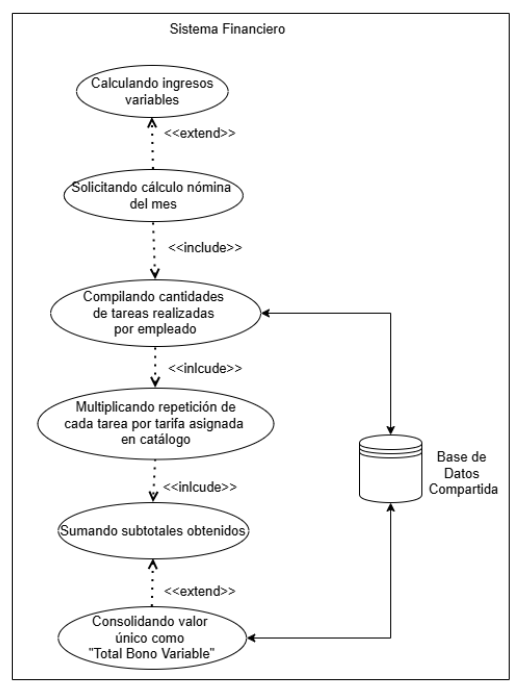 Sistema Financiero
Calculando ingresos
variables
<<extend>>
Solicitando cálculo nómina
del mes
<<include>>
Compilando cantidades
de tareas realizadas
por empleado
<<inlcude>>
Multiplicando repetición de
cada tarea por tarifa asignada
en catálogo
Base de
Datos
Compartida
<<inlcude>>
Sumando subtotales obtenidos
<<extend>>
Consolidando valor
único como
"Total Bono Variable"